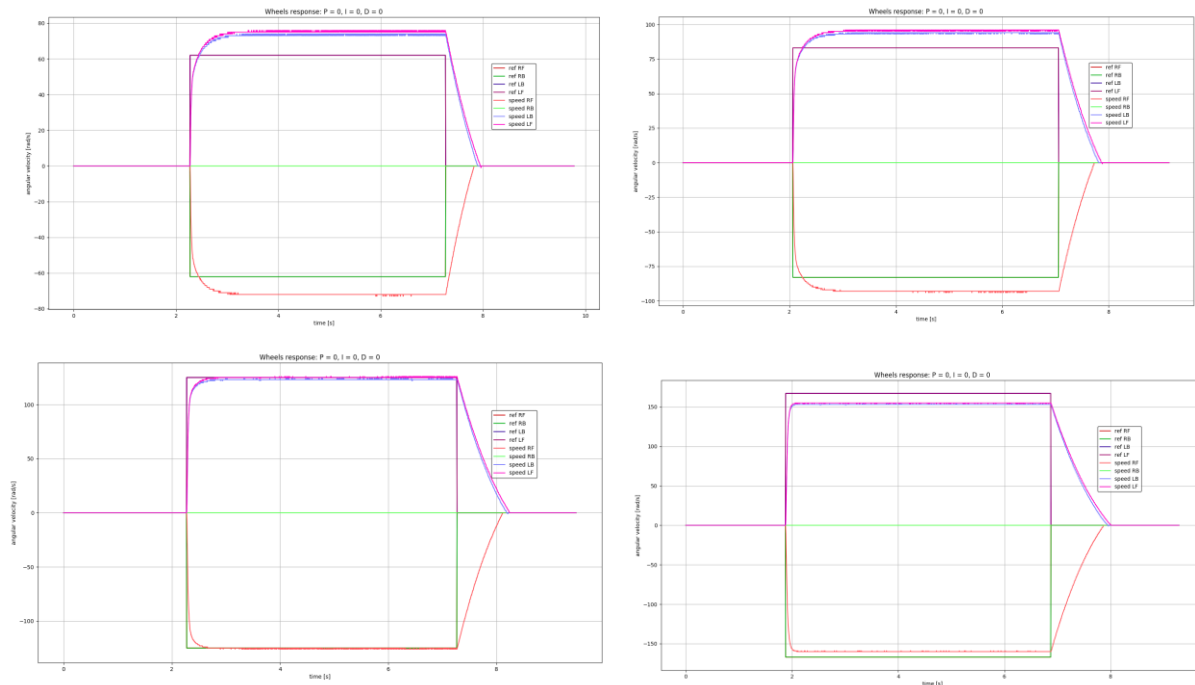 Wheels response: P = 0, I = 0, D = 0
angular velocity [rad/s]
80
60
40
20
0
−20
−40
−60
−80
0 2 4 6 8 10
time [s]
ref RF
ref RB
ref LB
ref LF
speed RF
speed RB
speed LB
speed LF
Wheels response: P = 0, I = 0, D = 0
angular velocity [rad/s]
100
75
50
25
0
−25
−50
−75
−100
0 2 4 6 8
time [s]
ref RF
ref RB
ref LB
ref LF
speed RF
speed RB
speed LB
speed LF
Wheels response: P = 0, I = 0, D = 0
angular velocity [rad/s]
100
50
0
−50
−100
0 2 4 6 8
time [s]
ref RF
ref RB
ref LB
ref LF
speed RF
speed RB
speed LB
speed LF
Wheels response: P = 0, I = 0, D = 0
angular velocity [rad/s]
150
100
50
0
−50
−100
−150
0 2 4 6 8
time [s]
ref RF
ref RB
ref LB
ref LF
speed RF
speed RB
speed LB
speed LF